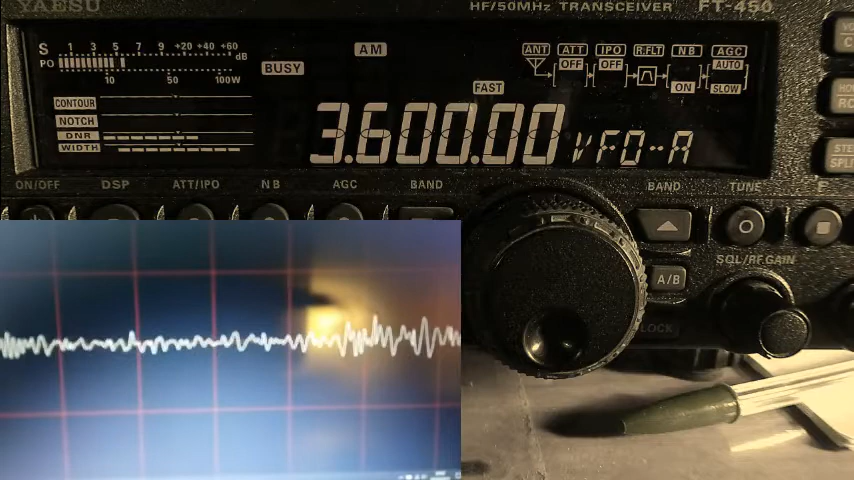 YAESU HF/50MHz TRANSCEIVER FT-450
S 1 3 5 7 9 +20 +40 +60 dB
PO 10 50 100W
AM
BUSY
FAST
ANT ATT IPO R.FLT NB AGC
OFF OFF AUTO
ON SLOW
CONTOUR
NOTCH
DNR
WIDTH
3.600.00 VFO-A
ON/OFF DSP ATT/IPO NB AGC BAND BAND TUNE F
SQL/RF GAIN
A/B
LOCK